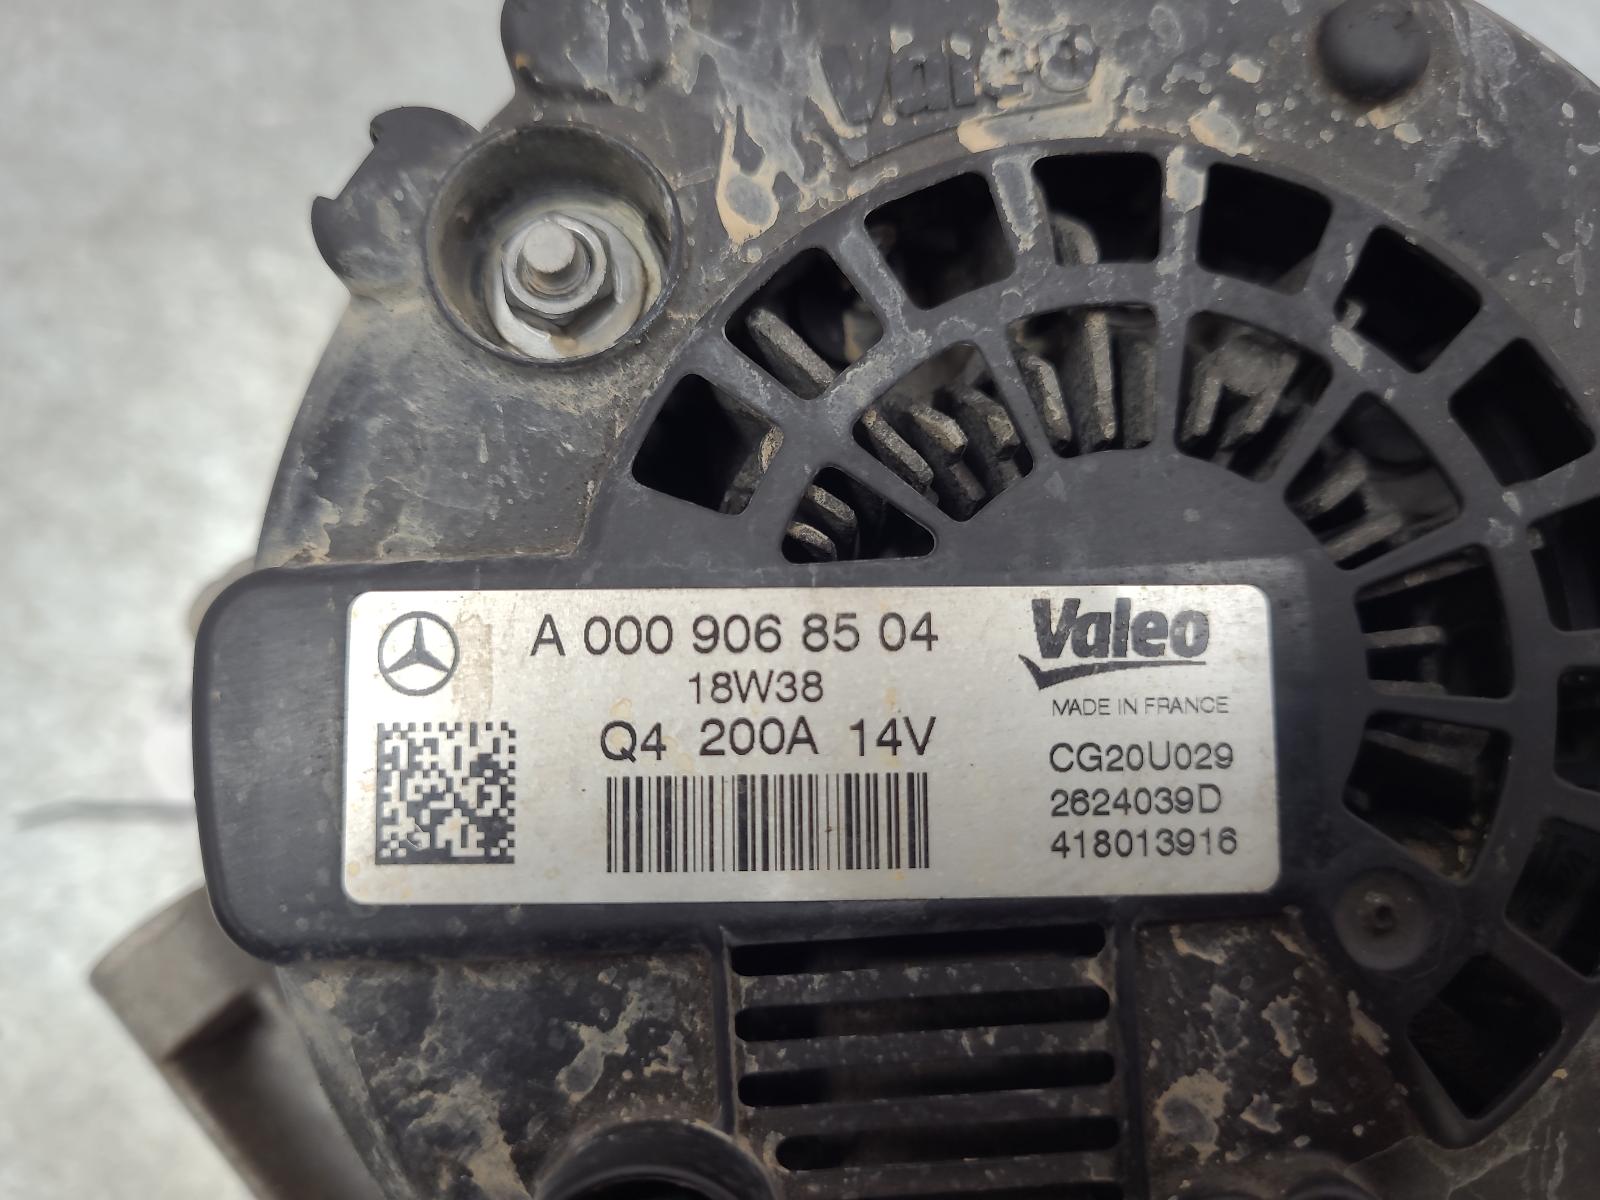 Valeo
A 000 906 85 04
18W38
Q4 200A 14V
Valeo
MADE IN FRANCE
CG20U029
2624039D
418013916